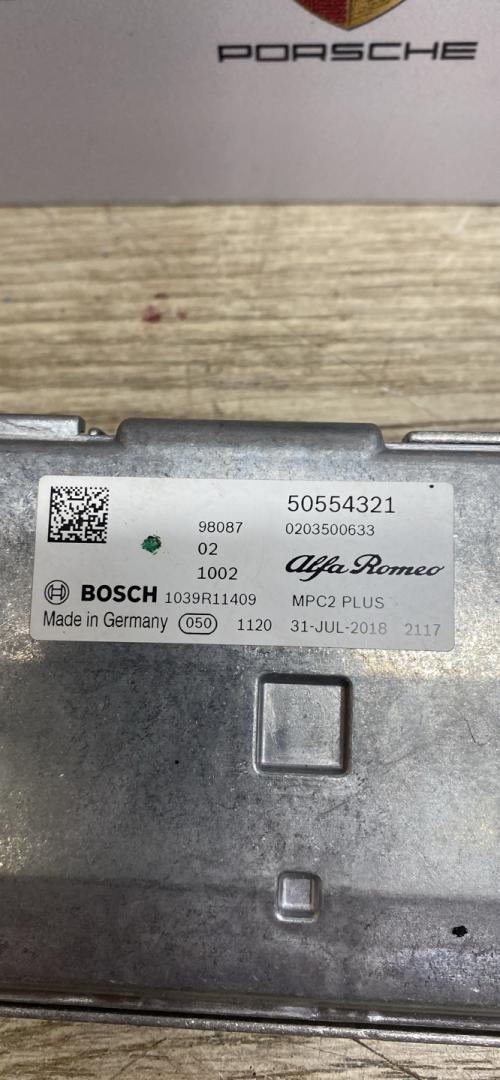 PORSCHE
50554321
98087 0203500633
02
1002 Alfa Romeo
BOSCH 1039R11409 MPC2 PLUS
Made in Germany 050 1120 31-JUL-2018 2117